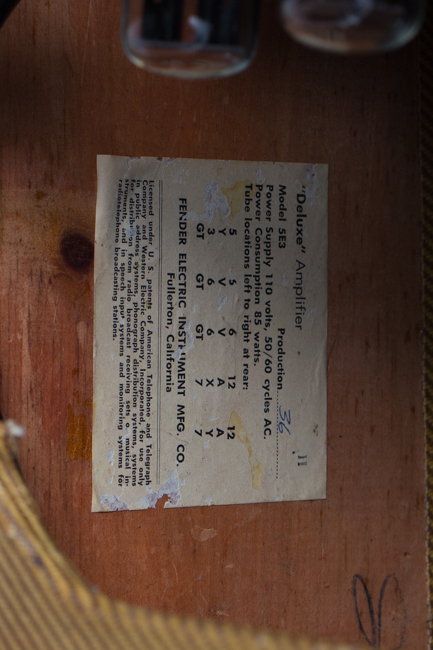 "Deluxe" Amplifier
Model 5E3 Production 36
Power Supply 110 volts, 50/60 cycles AC.
Power Consumption 85 watts.
Tube locations left to right at rear:
5 6 6 12 12
Y V V A A
3 6 6 X Y
GT GT GT 7 7
FENDER ELECTRIC INSTRUMENT MFG. CO.
Fullerton, California
Licensed under U. S. patents of American Telephone and Telegraph
Company and Western Electric Company, Incorporated, for use only
in public address systems, phonograph distribution systems, systems
for distribution from radio broadcast receiving sets or musical in-
struments, and in speech input systems and monitoring systems for
radiotelephone broadcasting stations.